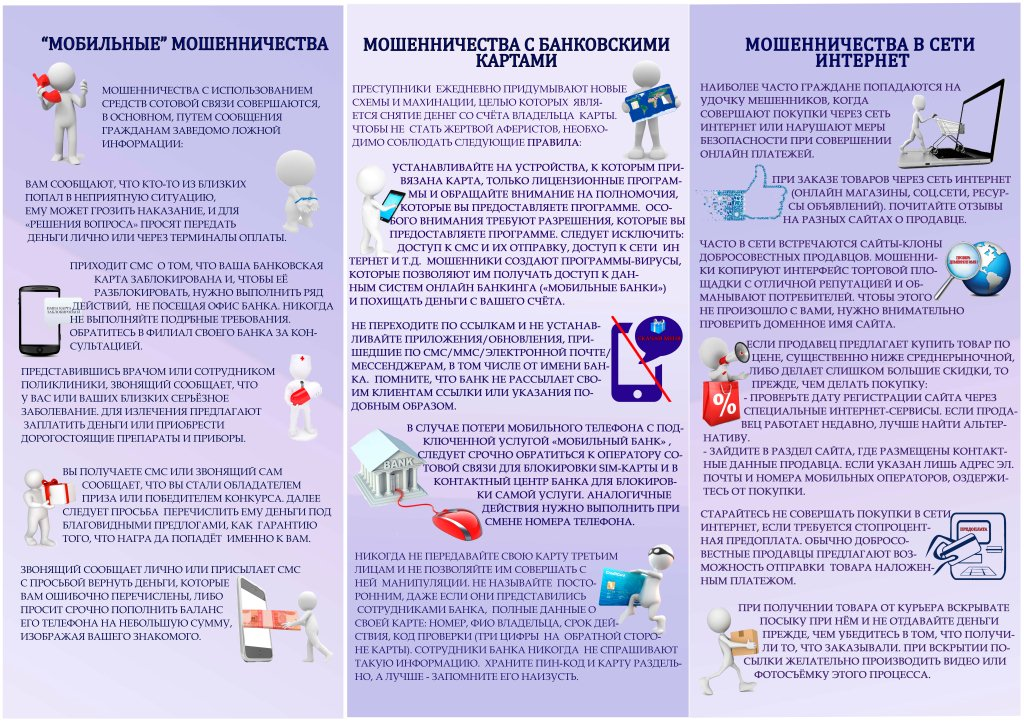 “МОБИЛЬНЫЕ” МОШЕННИЧЕСТВА
МОШЕННИЧЕСТВА С ИСПОЛЬЗОВАНИЕМ
СРЕДСТВ СОТОВОЙ СВЯЗИ СОВЕРШАЮТСЯ,
В ОСНОВНОМ, ПУТЕМ СООБЩЕНИЯ
ГРАЖДАНАМ ЗАВЕДОМО ЛОЖНОЙ
ИНФОРМАЦИИ:
ВАМ СООБЩАЮТ, ЧТО КТО-ТО ИЗ БЛИЗКИХ
ПОПАЛ В НЕПРИЯТНУЮ СИТУАЦИЮ,
ЕМУ МОЖЕТ ГРОЗИТЬ НАКАЗАНИЕ, И ДЛЯ
«РЕШЕНИЯ ВОПРОСА» ПРОСЯТ ПЕРЕДАТЬ
ДЕНЬГИ ЛИЧНО ИЛИ ЧЕРЕЗ ТЕРМИНАЛЫ ОПЛАТЫ.
ПРИХОДИТ СМС О ТОМ, ЧТО ВАША БАНКОВСКАЯ
КАРТА ЗАБЛОКИРОВАНА И, ЧТОБЫ ЕЁ
РАЗБЛОКИРОВАТЬ, НУЖНО ВЫПОЛНИТЬ РЯД
ДЕЙСТВИЙ, НЕ ПОСЕЩАЯ ОФИС БАНКА. НИКОГДА
НЕ ВЫПОЛНЯЙТЕ ПОДРБНЫЕ ТРЕБОВАНИЯ.
ОБРАТИТЕСЬ В ФИЛИАЛ СВОЕГО БАНКА ЗА КОН-
СУЛЬТАЦИЕЙ.
ПРЕДСТАВИВШИСЬ ВРАЧОМ ИЛИ СОТРУДНИКОМ
ПОЛИКЛИНИКИ, ЗВОНЯЩИЙ СООБЩАЕТ, ЧТО
У ВАС ИЛИ ВАШИХ БЛИЗКИХ СЕРЬЁЗНОЕ
ЗАБОЛЕВАНИЕ. ДЛЯ ИЗЛЕЧЕНИЯ ПРЕДЛАГАЮТ
ЗАПЛАТИТЬ ДЕНЬГИ ИЛИ ПРИОБРЕСТИ
ДОРОГОСТОЯЩИЕ ПРЕПАРАТЫ И ПРИБОРЫ.
ВЫ ПОЛУЧАЕТЕ СМС ИЛИ ЗВОНЯЩИЙ САМ
СООБЩАЕТ, ЧТО ВЫ СТАЛИ ОБЛАДАТЕЛЕМ
ПРИЗА ИЛИ ПОБЕДИТЕЛЕМ КОНКУРСА. ДАЛЕЕ
СЛЕДУЕТ ПРОСЬБА ПЕРЕЧИСЛИТЬ ЕМУ ДЕНЬГИ ПОД
БЛАГОВИДНЫМИ ПРЕДЛОГАМИ, КАК ГАРАНТИЮ
ТОГО, ЧТО НАГРА ДА ПОПАДЁТ ИМЕННО К ВАМ.
ЗВОНЯЩИЙ СООБЩАЕТ ЛИЧНО ИЛИ ПРИСЫЛАЕТ СМС
С ПРОСЬБОЙ ВЕРНУТЬ ДЕНЬГИ, КОТОРЫЕ
ВАМ ОШИБОЧНО ПЕРЕЧИСЛЕНЫ, ЛИБО
ПРОСИТ СРОЧНО ПОПОЛНИТЬ БАЛАНС
ЕГО ТЕЛЕФОНА НА НЕБОЛЬШУЮ СУММУ,
ИЗОБРАЖАЯ ВАШЕГО ЗНАКОМОГО.
МОШЕННИЧЕСТВА С БАНКОВСКИМИ
КАРТАМИ
ПРЕСТУПНИКИ ЕЖЕДНЕВНО ПРИДУМЫВАЮТ НОВЫЕ
СХЕМЫ И МАХИНАЦИИ, ЦЕЛЬЮ КОТОРЫХ ЯВЛЯ-
ЕТСЯ СНЯТИЕ ДЕНЕГ СО СЧЁТА ВЛАДЕЛЬЦА КАРТЫ.
ЧТОБЫ НЕ СТАТЬ ЖЕРТВОЙ АФЕРИСТОВ, НЕОБХО-
ДИМО СОБЛЮДАТЬ СЛЕДУЮЩИЕ ПРАВИЛА:
УСТАНАВЛИВАЙТЕ НА УСТРОЙСТВА, К КОТОРЫМ ПРИ-
ВЯЗАНА КАРТА, ТОЛЬКО ЛИЦЕНЗИОННЫЕ ПРОГРАМ-
МЫ И ОБРАЩАЙТЕ ВНИМАНИЕ НА ПОЛНОМОЧИЯ,
КОТОРЫЕ ВЫ ПРЕДОСТАВЛЯЕТЕ ПРОГРАММЕ. ОСО-
БОГО ВНИМАНИЯ ТРЕБУЮТ РАЗРЕШЕНИЯ, КОТОРЫЕ ВЫ
ПРЕДОСТАВЛЯЕТЕ ПРОГРАММЕ. СЛЕДУЕТ ИСКЛЮЧИТЬ:
ДОСТУП К СМС И ИХ ОТПРАВКУ, ДОСТУП К СЕТИ ИН
ТЕРНЕТ И Т.Д. МОШЕННИКИ СОЗДАЮТ ПРОГРАММЫ-ВИРУСЫ,
КОТОРЫЕ ПОЗВОЛЯЮТ ИМ ПОЛУЧАТЬ ДОСТУП К ДАН-
НЫМ СИСТЕМ ОНЛАЙН БАНКИНГА («МОБИЛЬНЫЕ БАНКИ»)
И ПОХИЩАТЬ ДЕНЬГИ С ВАШЕГО СЧЁТА.
НЕ ПЕРЕХОДИТЕ ПО ССЫЛКАМ И НЕ УСТАНАВ-
ЛИВАЙТЕ ПРИЛОЖЕНИЯ/ОБНОВЛЕНИЯ, ПРИ-
ШЕДШИЕ ПО СМС/ММС/ЭЛЕКТРОННОЙ ПОЧТЕ/
МЕССЕНДЖЕРАМ, В ТОМ ЧИСЛЕ ОТ ИМЕНИ БАН-
КА. ПОМНИТЕ, ЧТО БАНК НЕ РАССЫЛАЕТ СВО-
ИМ КЛИЕНТАМ ССЫЛКИ ИЛИ УКАЗАНИЯ ПО-
ДОБНЫМ ОБРАЗОМ.
В СЛУЧАЕ ПОТЕРИ МОБИЛЬНОГО ТЕЛЕФОНА С ПОД-
КЛЮЧЕННОЙ УСЛУГОЙ «МОБИЛЬНЫЙ БАНК» ,
СЛЕДУЕТ СРОЧНО ОБРАТИТЬСЯ К ОПЕРАТОРУ СО-
ТОВОЙ СВЯЗИ ДЛЯ БЛОКИРОВКИ SIM-КАРТЫ И В
КОНТАКТНЫЙ ЦЕНТР БАНКА ДЛЯ БЛОКИРОВ-
КИ САМОЙ УСЛУГИ. АНАЛОГИЧНЫЕ
ДЕЙСТВИЯ НУЖНО ВЫПОЛНИТЬ ПРИ
СМЕНЕ НОМЕРА ТЕЛЕФОНА.
BANK
НИКОГДА НЕ ПЕРЕДАВАЙТЕ СВОЮ КАРТУ ТРЕТЬИМ
ЛИЦАМ И НЕ ПОЗВОЛЯЙТЕ ИМ СОВЕРШАТЬ С
НЕЙ МАНИПУЛЯЦИИ. НЕ НАЗЫВАЙТЕ ПОСТО-
РОННИМ, ДАЖЕ ЕСЛИ ОНИ ПРЕДСТАВИЛИСЬ
СОТРУДНИКАМИ БАНКА, ПОЛНЫЕ ДАННЫЕ О
СВОЕЙ КАРТЕ: НОМЕР, ФИО ВЛАДЕЛЬЦА, СРОК ДЕЙ-
СТВИЯ, КОД ПРОВЕРКИ (ТРИ ЦИФРЫ НА ОБРАТНОЙ СТОРО-
НЕ КАРТЫ). СОТРУДНИКИ БАНКА НИКОГДА НЕ СПРАШИВАЮТ
ТАКУЮ ИНФОРМАЦИЮ. ХРАНИТЕ ПИН-КОД И КАРТУ РАЗДЕЛЬ-
НО, А ЛУЧШЕ - ЗАПОМНИТЕ ЕГО НАИЗУСТЬ.
МОШЕННИЧЕСТВА В СЕТИ
ИНТЕРНЕТ
НАИБОЛЕЕ ЧАСТО ГРАЖДАНЕ ПОПАДАЮТСЯ НА
УДОЧКУ МЕШЕННИКОВ, КОГДА
СОВЕРШАЮТ ПОКУПКИ ЧЕРЕЗ СЕТЬ
ИНТЕРНЕТ ИЛИ НАРУШАЮТ МЕРЫ
БЕЗОПАСНОСТИ ПРИ СОВЕРШЕНИИ
ОНЛАЙН ПЛАТЕЖЕЙ.
ПРИ ЗАКАЗЕ ТОВАРОВ ЧЕРЕЗ СЕТЬ ИНТЕРНЕТ
(ОНЛАЙН МАГАЗИНЫ, СОЦ.СЕТИ, РЕСУР-
СЫ ОБЪЯВЛЕНИЙ). ПОЧИТАЙТЕ ОТЗЫВЫ
НА РАЗНЫХ САЙТАХ О ПРОДАВЦЕ.
ЧАСТО В СЕТИ ВСТРЕЧАЮТСЯ САЙТЫ-КЛОНЫ
ДОБРОСОВЕСТНЫХ ПРОДАВЦОВ. МОШЕННИ-
КИ КОПИРУЮТ ИНТЕРФЕЙС ТОРГОВОЙ ПЛО-
ЩАДКИ С ОТЛИЧНОЙ РЕПУТАЦИЕЙ И ОБ-
МАНЫВАЮТ ПОТРЕБИТЕЛЕЙ. ЧТОБЫ ЭТОГО
НЕ ПРОИЗОШЛО С ВАМИ, НУЖНО ВНИМАТЕЛЬНО
ПРОВЕРИТЬ ДОМЕННОЕ ИМЯ САЙТА.
ЕСЛИ ПРОДАВЕЦ ПРЕДЛАГАЕТ КУПИТЬ ТОВАР ПО
ЦЕНЕ, СУЩЕСТВЕННО НИЖЕ СРЕДНЕРЫНОЧНОЙ,
ЛИБО ДЕЛАЕТ СЛИШКОМ БОЛЬШИЕ СКИДКИ, ТО
ПРЕЖДЕ, ЧЕМ ДЕЛАТЬ ПОКУПКУ:
- ПРОВЕРЬТЕ ДАТУ РЕГИСТРАЦИИ САЙТА ЧЕРЕЗ
СПЕЦИАЛЬНЫЕ ИНТЕРНЕТ-СЕРВИСЫ. ЕСЛИ ПРОДА-
ВЕЦ РАБОТАЕТ НЕДАВНО, ЛУЧШЕ НАЙТИ АЛЬТЕР-
НАТИВУ.
- ЗАЙДИТЕ В РАЗДЕЛ САЙТА, ГДЕ РАЗМЕЩЕНЫ КОНТАКТ-
НЫЕ ДАННЫЕ ПРОДАВЦА. ЕСЛИ УКАЗАН ЛИШЬ АДРЕС ЭЛ.
ПОЧТЫ И НОМЕРА МОБИЛЬНЫХ ОПЕРАТОРОВ, ОЗДЕРЖИ-
ТЕСЬ ОТ ПОКУПКИ.
%
СТАРАЙТЕСЬ НЕ СОВЕРШАТЬ ПОКУПКИ В СЕТИ
ИНТЕРНЕТ, ЕСЛИ ТРЕБУЕТСЯ СТОПРОЦЕНТ-
НАЯ ПРЕДОПЛАТА. ОБЫЧНО ДОБРОСО-
ВЕСТНЫЕ ПРОДАВЦЫ ПРЕДЛАГАЮТ ВОЗ-
МОЖНОСТЬ ОТПРАВКИ ТОВАРА НАЛОЖЕН-
НЫМ ПЛАТЕЖОМ.
ПРЕДОПЛАТА
ПРИ ПОЛУЧЕНИИ ТОВАРА ОТ КУРЬЕРА ВСКРЫВАТЕ
ПОСЫКУ ПРИ НЁМ И НЕ ОТДАВАЙТЕ ДЕНЬГИ
ПРЕЖДЕ, ЧЕМ УБЕДИТЕСЬ В ТОМ, ЧТО ПОЛУЧИ-
ЛИ ТО, ЧТО ЗАКАЗЫВАЛИ. ПРИ ВСКРЫТИИ ПО-
СЫЛКИ ЖЕЛАТЕЛЬНО ПРОИЗВОДИТЬ ВИДЕО ИЛИ
ФОТОСЪЁМКУ ЭТОГО ПРОЦЕССА.